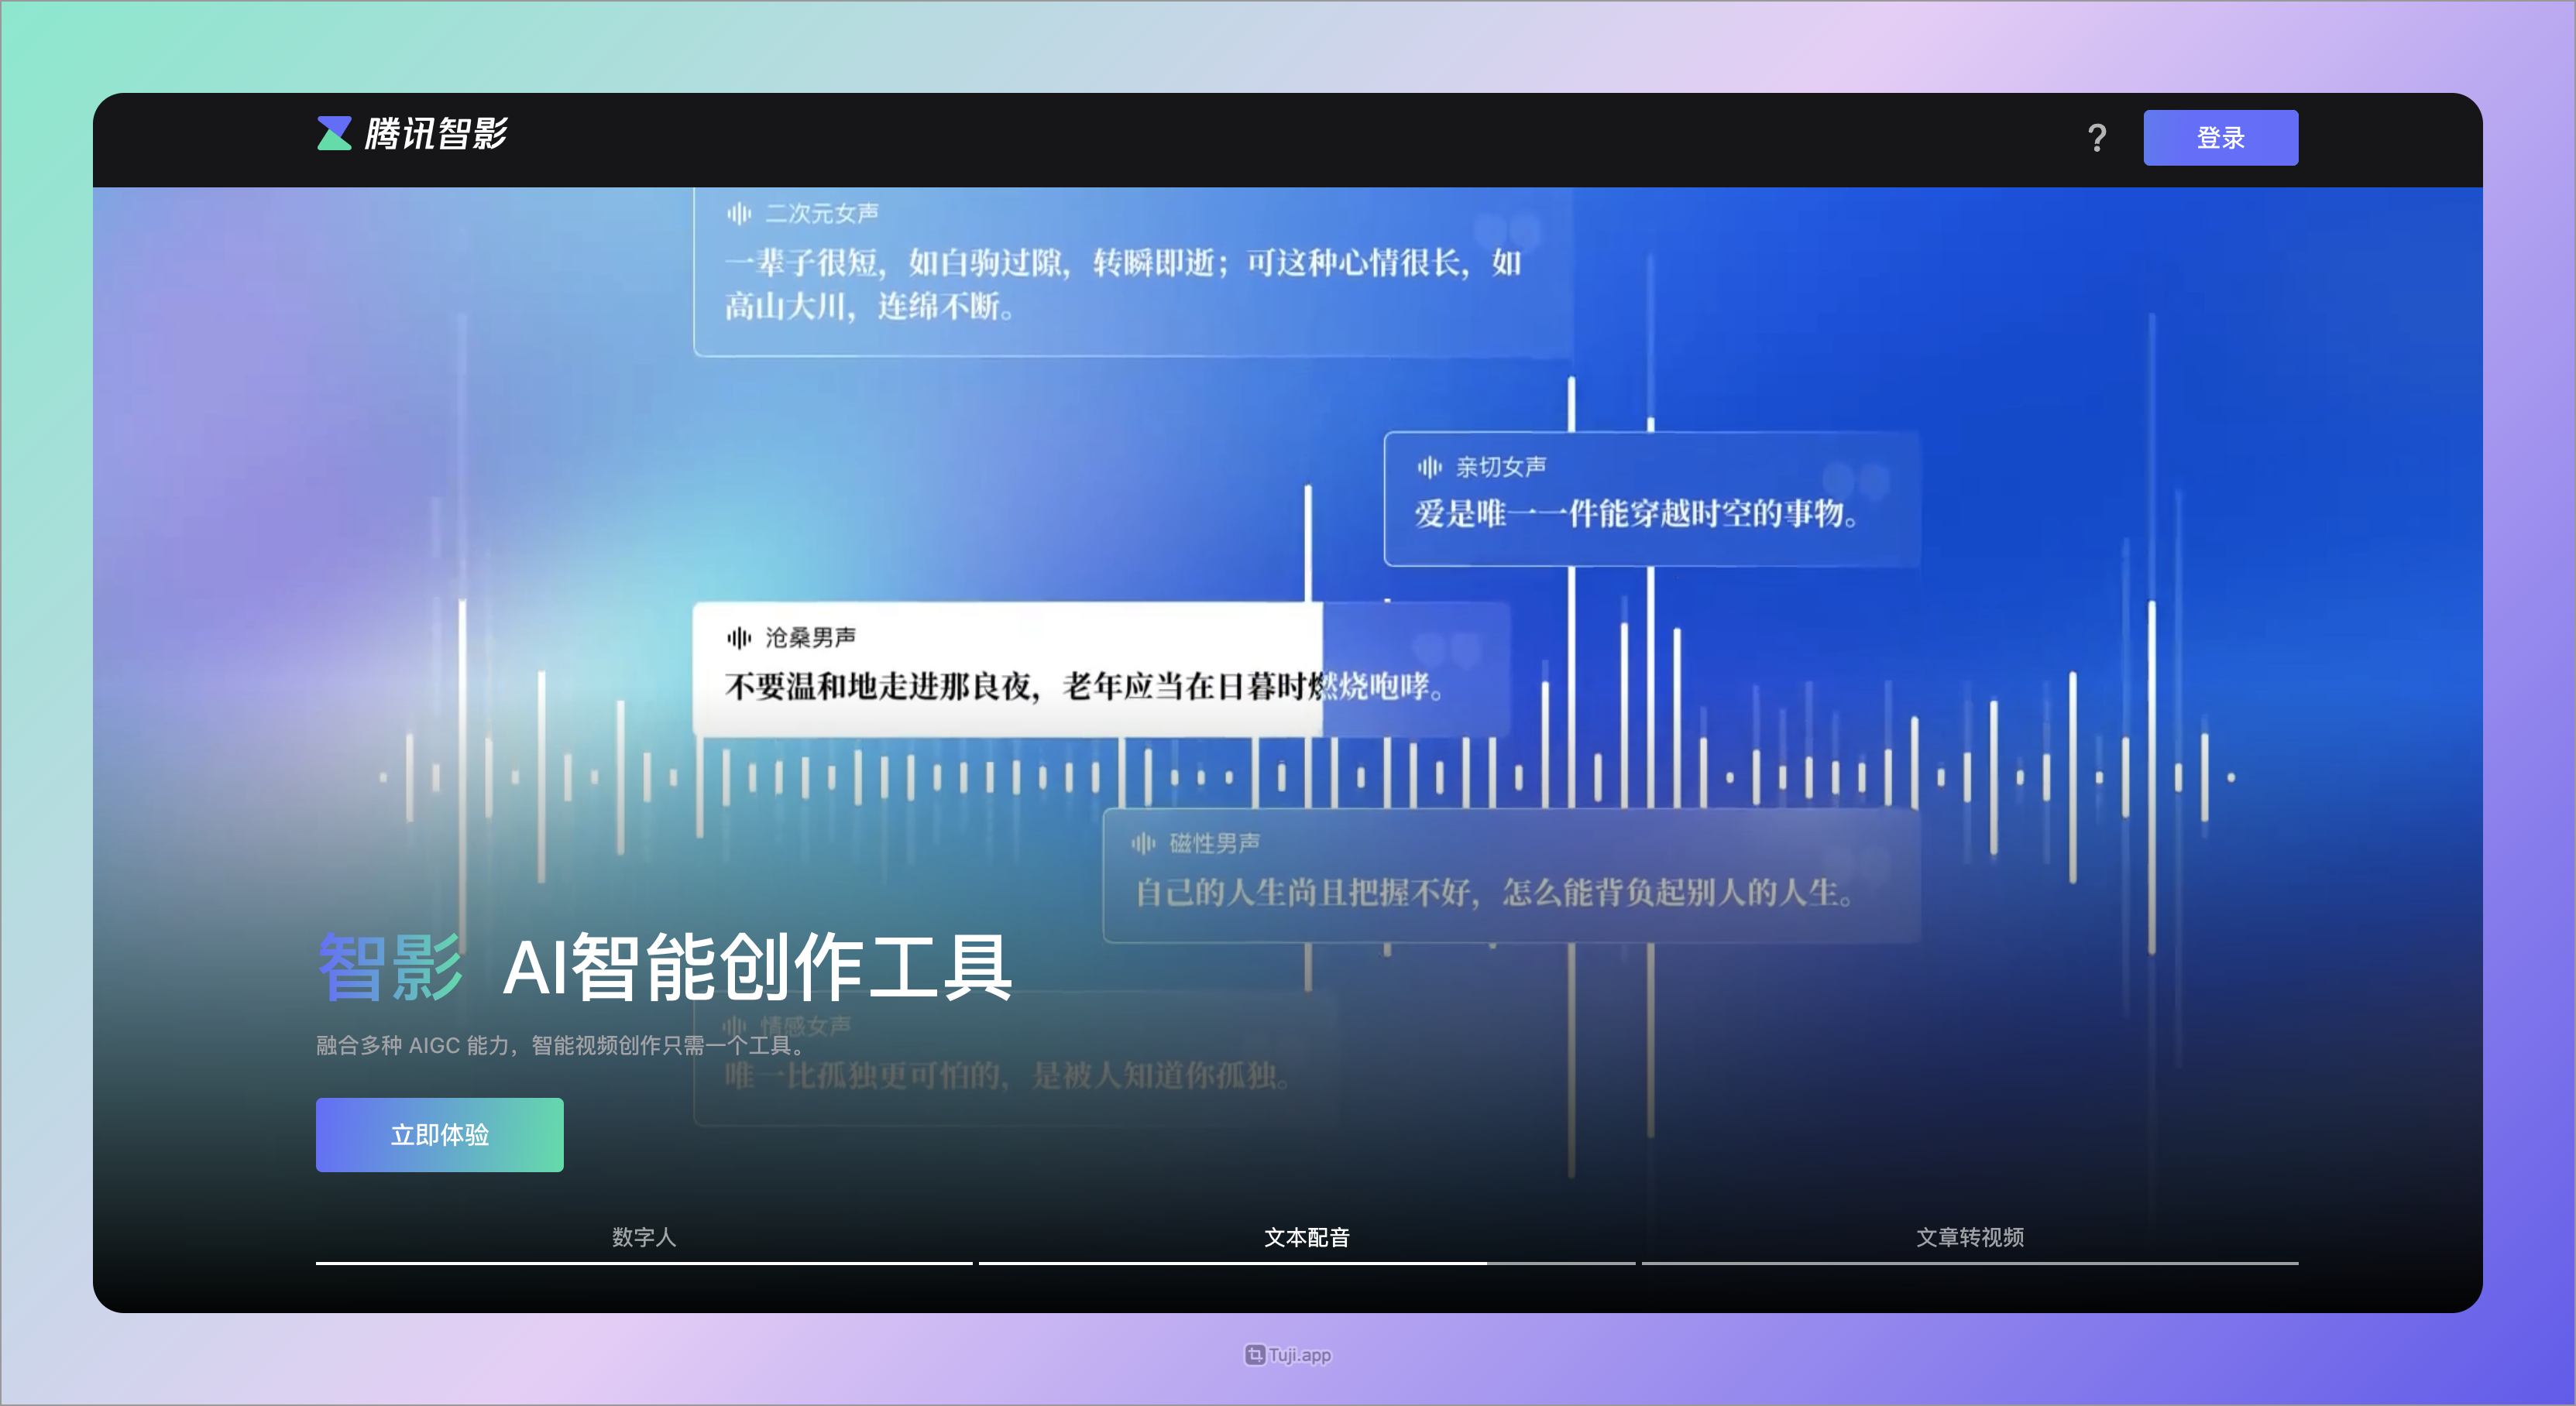 腾讯智影
?
登录
二次元女声
一辈子很短，如白驹过隙，转瞬即逝；可这种心情很长，如
高山大川，连绵不断。
亲切女声
爱是唯一一件能穿越时空的事物。
沧桑男声
不要温和地走进那良夜，老年应当在日暮时燃烧咆哮。
磁性男声
自己的人生尚且把握不好，怎么能背负起别人的人生。
智影 AI智能创作工具
情感女声
融合多种 AIGC 能力，智能视频创作只需一个工具。
唯一比孤独更可怕的，是被人知道你孤独。
立即体验
数字人
文本配音
文章转视频
Tuji.app